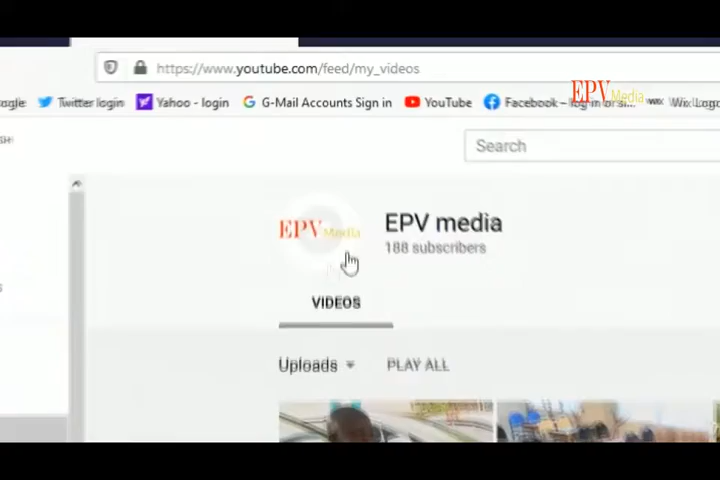 https://www.youtube.com/feed/my_videos
Twitter login Yahoo - login G-Mail Accounts Sign in YouTube Facebook – log in or si...
EPV Media
Search
EPV Media
EPV media
188 subscribers
VIDEOS
Uploads PLAY ALL